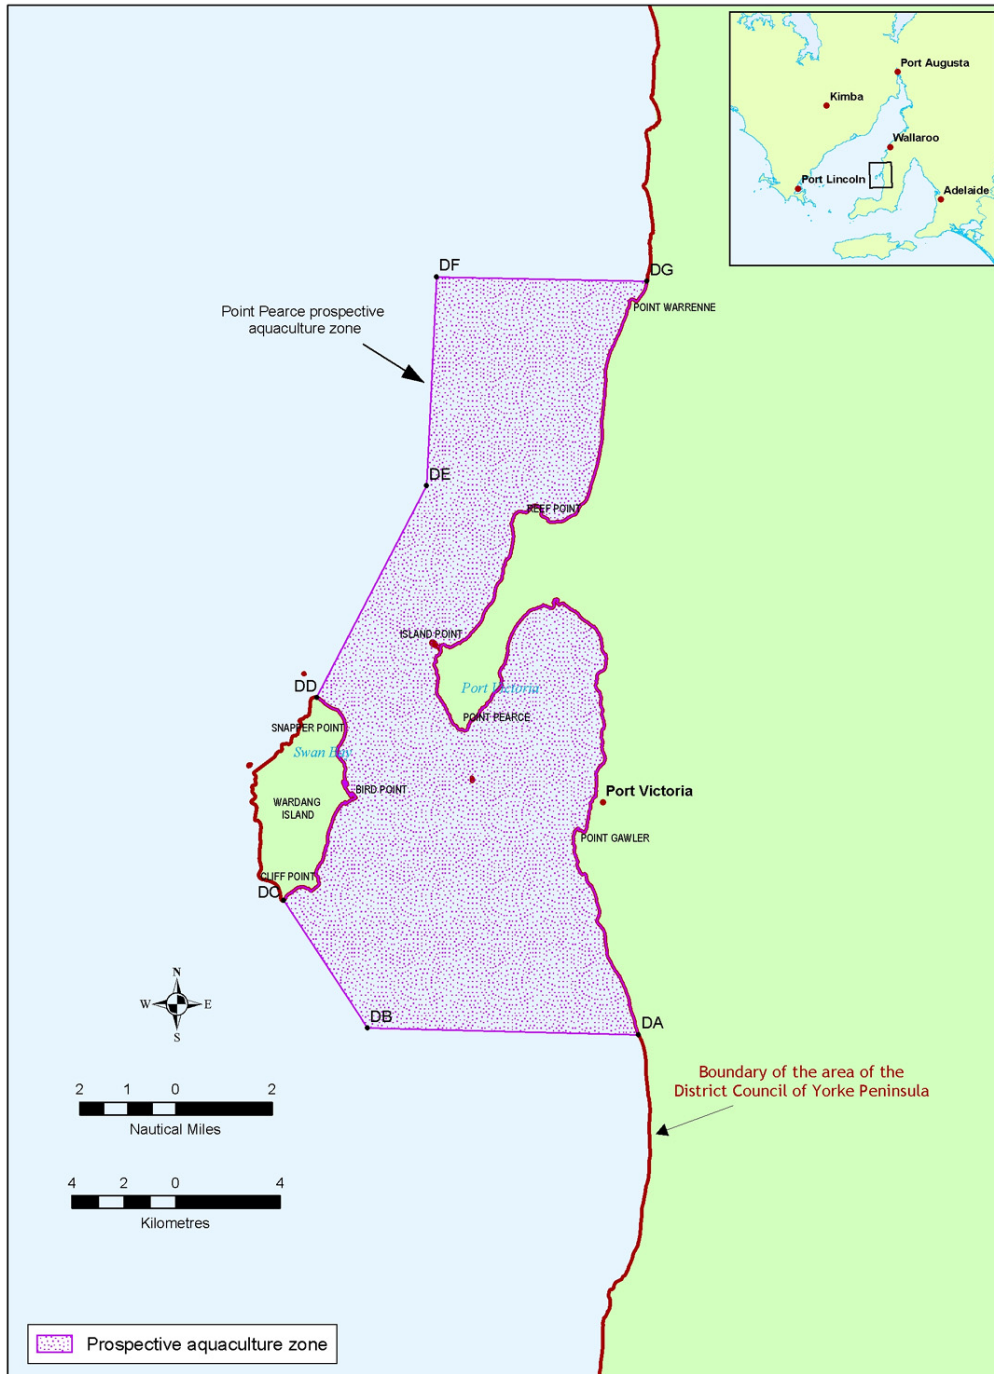 Port Augusta
Kimba
Wallaroo
Port Lincoln
Adelaide
DF
DG
POINT WARRENNE
Point Pearce prospective
aquaculture zone
DE
REEF POINT
ISLAND POINT
DD
Port Victoria
POINT PEARCE
SNAPPER POINT
Swan Bay
BIRD POINT
Port Victoria
WARDANG
ISLAND
POINT GAWLER
CLIFF POINT
DC
N
W E
S
DB
DA
Boundary of the area of the
District Council of Yorke Peninsula
2 1 0 2
Nautical Miles
4 2 0 4
Kilometres
Prospective aquaculture zone